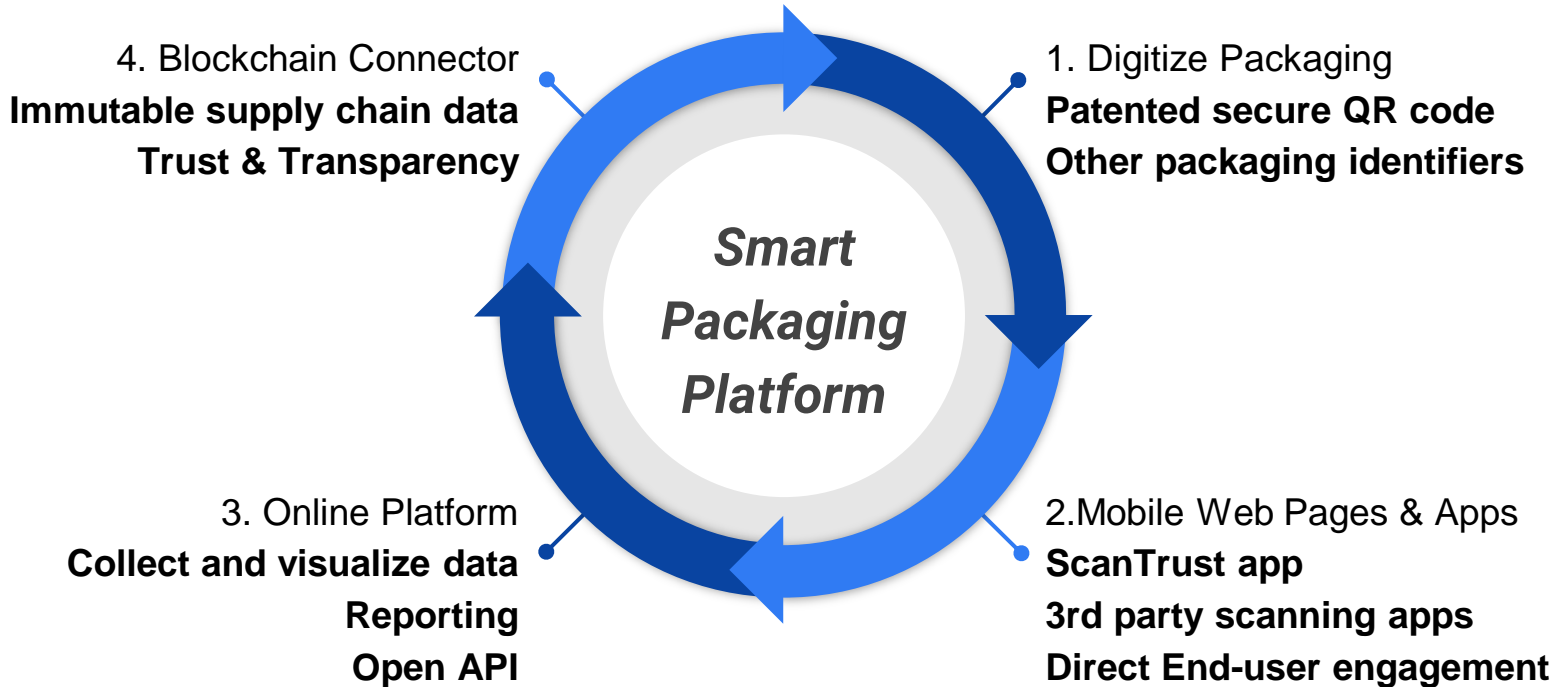 4. Blockchain Connector
Immutable supply chain data
Trust & Transparency
1. Digitize Packaging
Patented secure QR code
Other packaging identifiers
Smart
Packaging
Platform
3. Online Platform
Collect and visualize data
Reporting
Open API
2.Mobile Web Pages & Apps
ScanTrust app
3rd party scanning apps
Direct End-user engagement